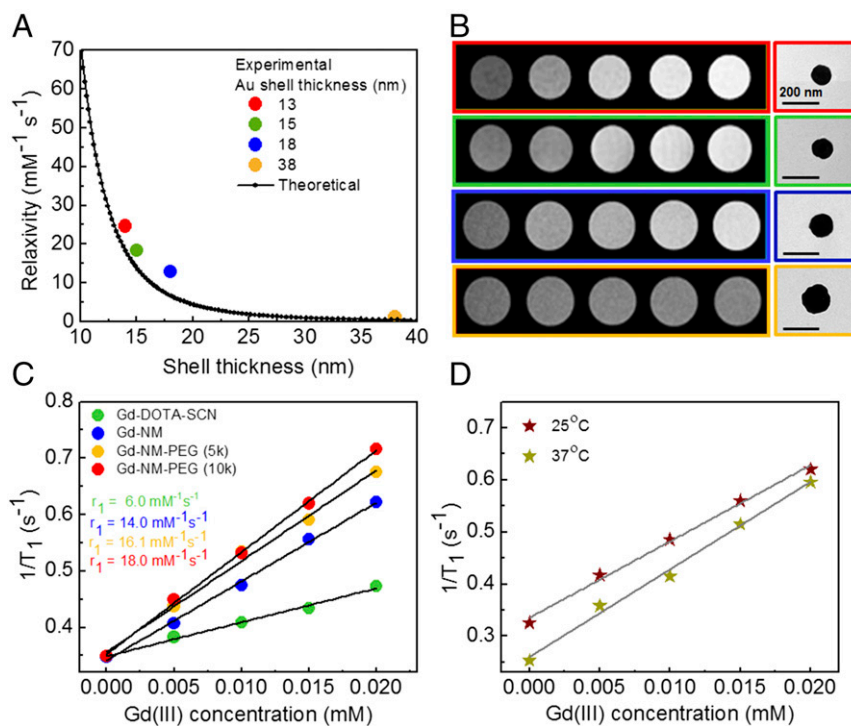 A
70
60
50
40
30
20
10
0
Relaxivity (mM⁻¹ s⁻¹)
10 15 20 25 30 35 40
Shell thickness (nm)
Experimental
Au shell thickness (nm)
13
15
18
38
Theoretical
B
200 nm
C
0.8
0.7
0.6
0.5
0.4
0.3
1/T₁ (s⁻¹)
0.000 0.005 0.010 0.015 0.020
Gd(III) concentration (mM)
Gd-DOTA-SCN
Gd-NM
Gd-NM-PEG (5k)
Gd-NM-PEG (10k)
r₁ = 6.0 mM⁻¹s⁻¹
r₁ = 14.0 mM⁻¹s⁻¹
r₁ = 16.1 mM⁻¹s⁻¹
r₁ = 18.0 mM⁻¹s⁻¹
D
0.7
0.6
0.5
0.4
0.3
1/T₁ (s⁻¹)
0.000 0.005 0.010 0.015 0.020
Gd(III) concentration (mM)
25°C
37°C